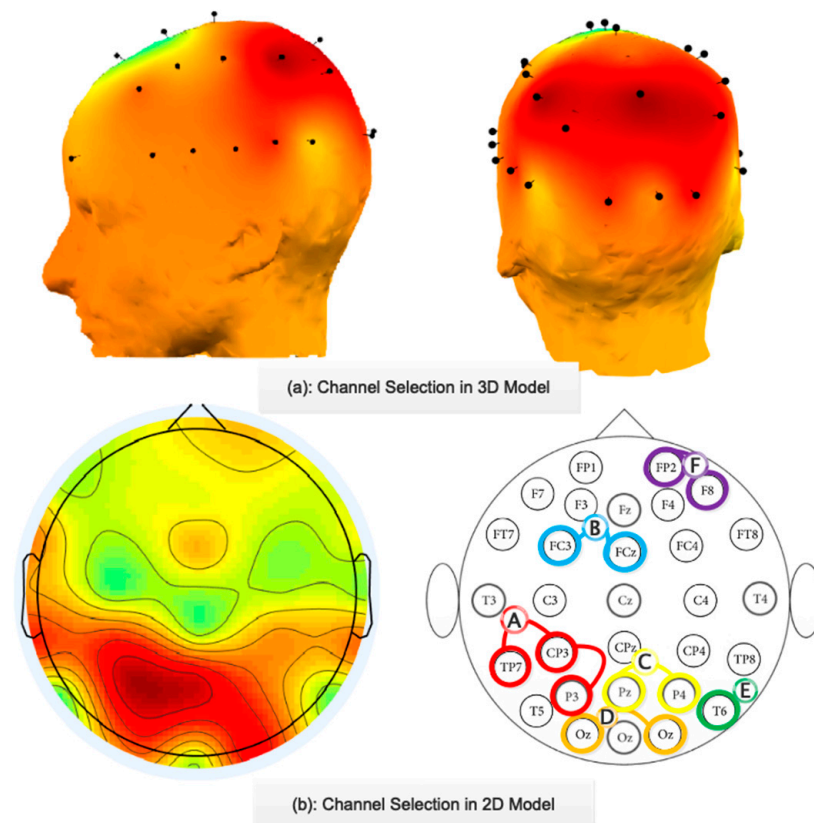 (a): Channel Selection in 3D Model
FP1 FP2 F F8
F7 F3 Fz F4
FT7 FC3 B FCz FC4 FT8
T3 C3 Cz C4 T4
A
TP7 CP3 CPz C CP4 TP8
P3 Pz P4 E
T5 D T6
Oz Oz Oz
(b): Channel Selection in 2D Model